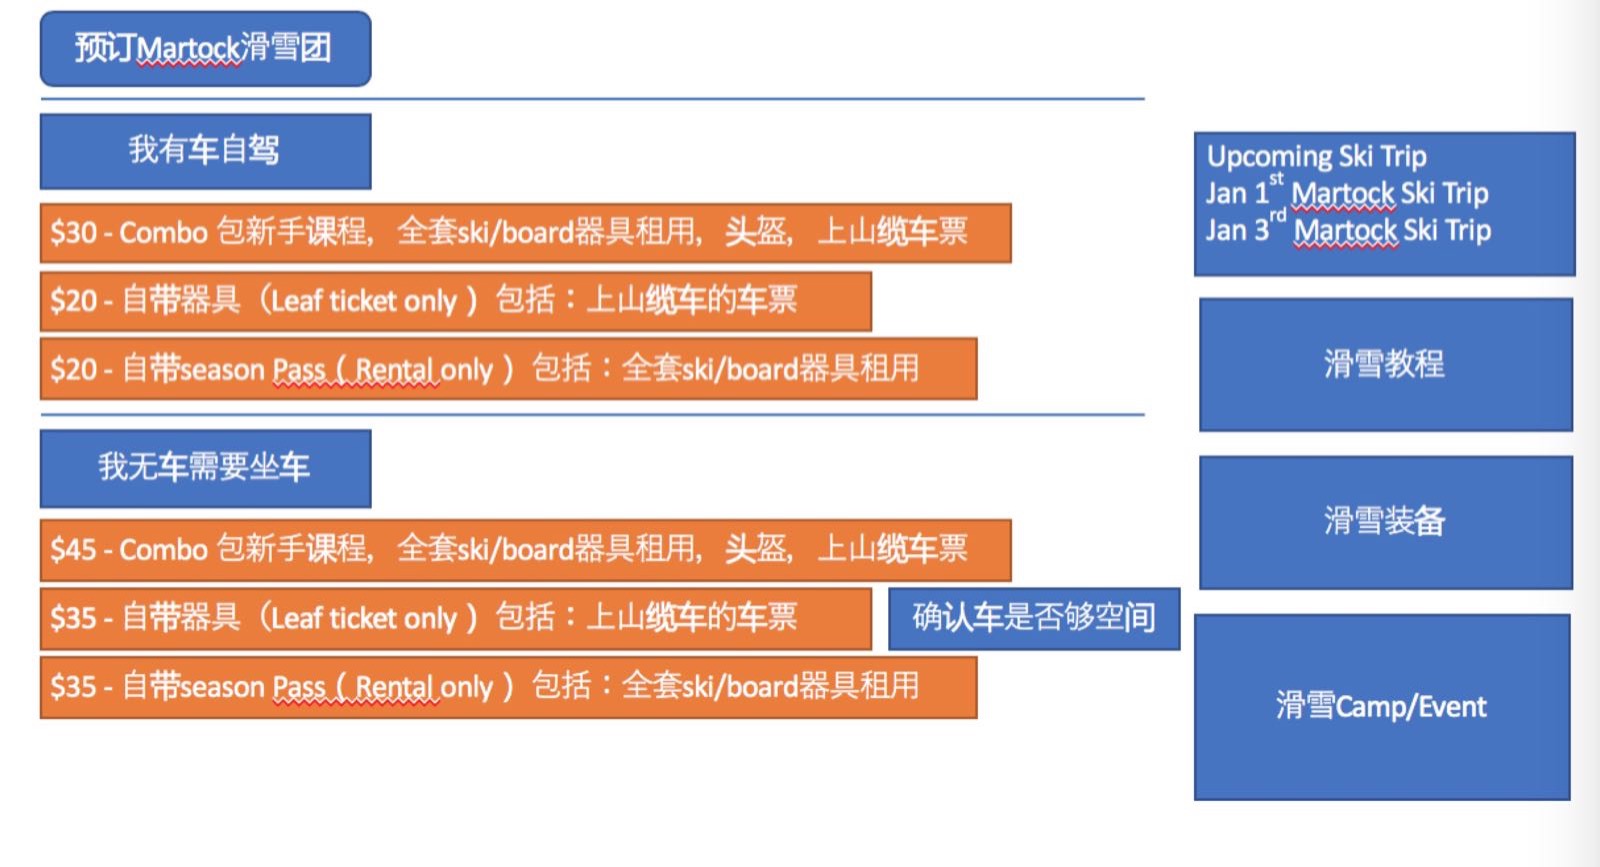 预订Martock滑雪团
我有车自驾
$30 - Combo 包新手课程, 全套ski/board器具租用, 头盔, 上山缆车票
$20 - 自带器具（Leaf ticket only ）包括：上山缆车的车票
$20 - 自带season Pass ( Rental only ) 包括：全套ski/board器具租用
我无车需要坐车
$45 - Combo 包新手课程, 全套ski/board器具租用, 头盔, 上山缆车票
$35 - 自带器具（Leaf ticket only ）包括：上山缆车的车票
确认车是否够空间
$35 - 自带season Pass ( Rental only ) 包括：全套ski/board器具租用
Upcoming Ski Trip
Jan 1st Martock Ski Trip
Jan 3rd Martock Ski Trip
滑雪教程
滑雪装备
滑雪Camp/Event